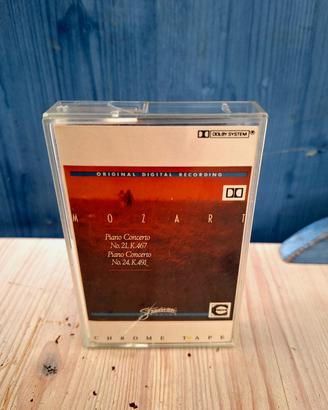 DOLBY SYSTEM®
ORIGINAL DIGITAL RECORDING
MOZART
Piano Concerto
No. 21, K.467
Piano Concerto
No. 24, K.491
CHROME TAPE